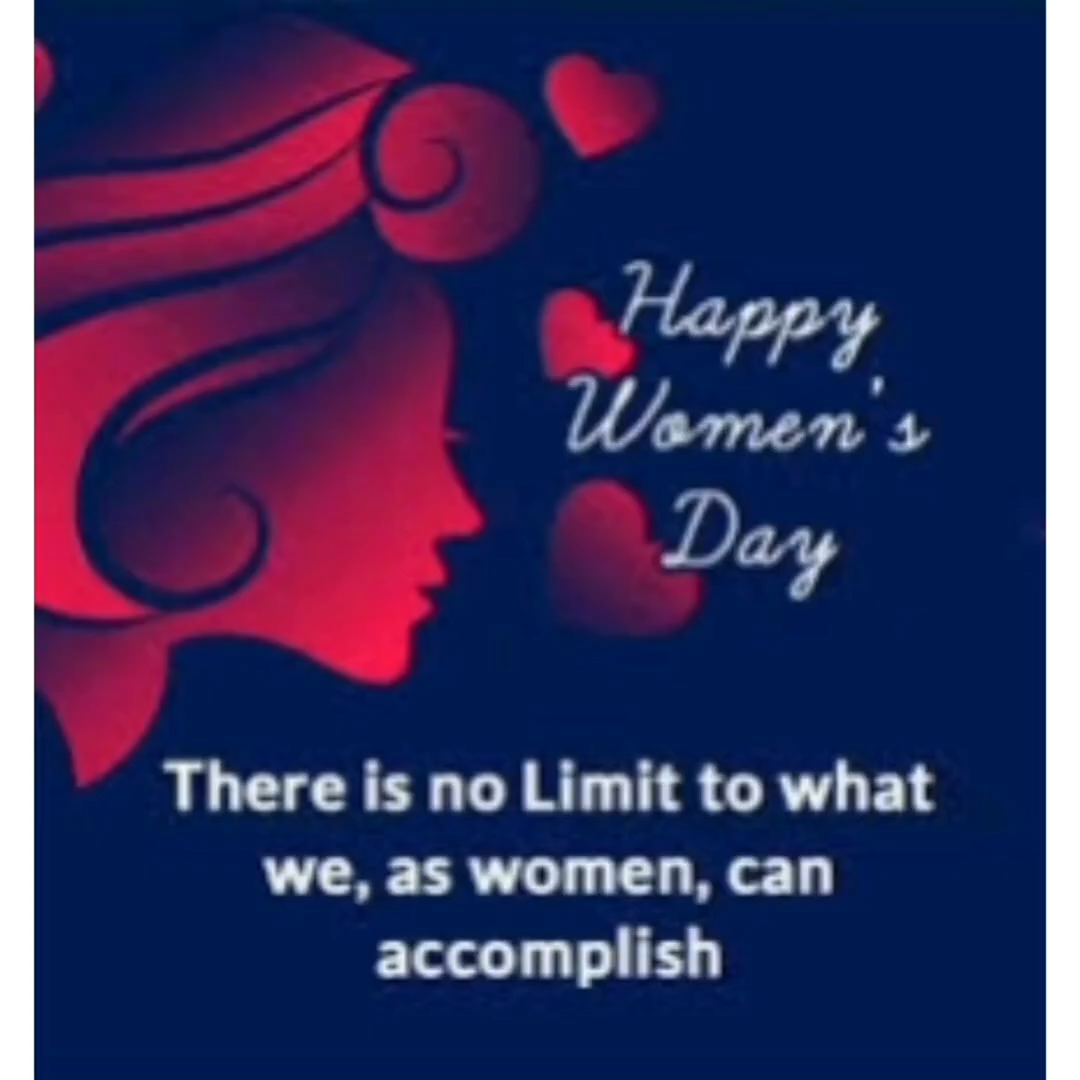 Happy
Women's
Day
There is no Limit to what
we, as women, can
accomplish